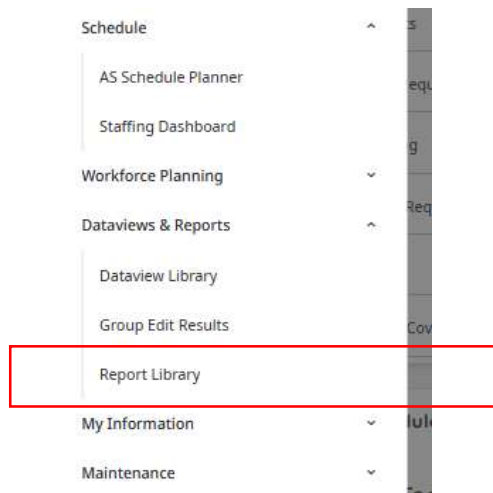 Schedule
AS Schedule Planner
Staffing Dashboard
Workforce Planning
Dataviews & Reports
Dataview Library
Group Edit Results
Report Library
My Information
Maintenance